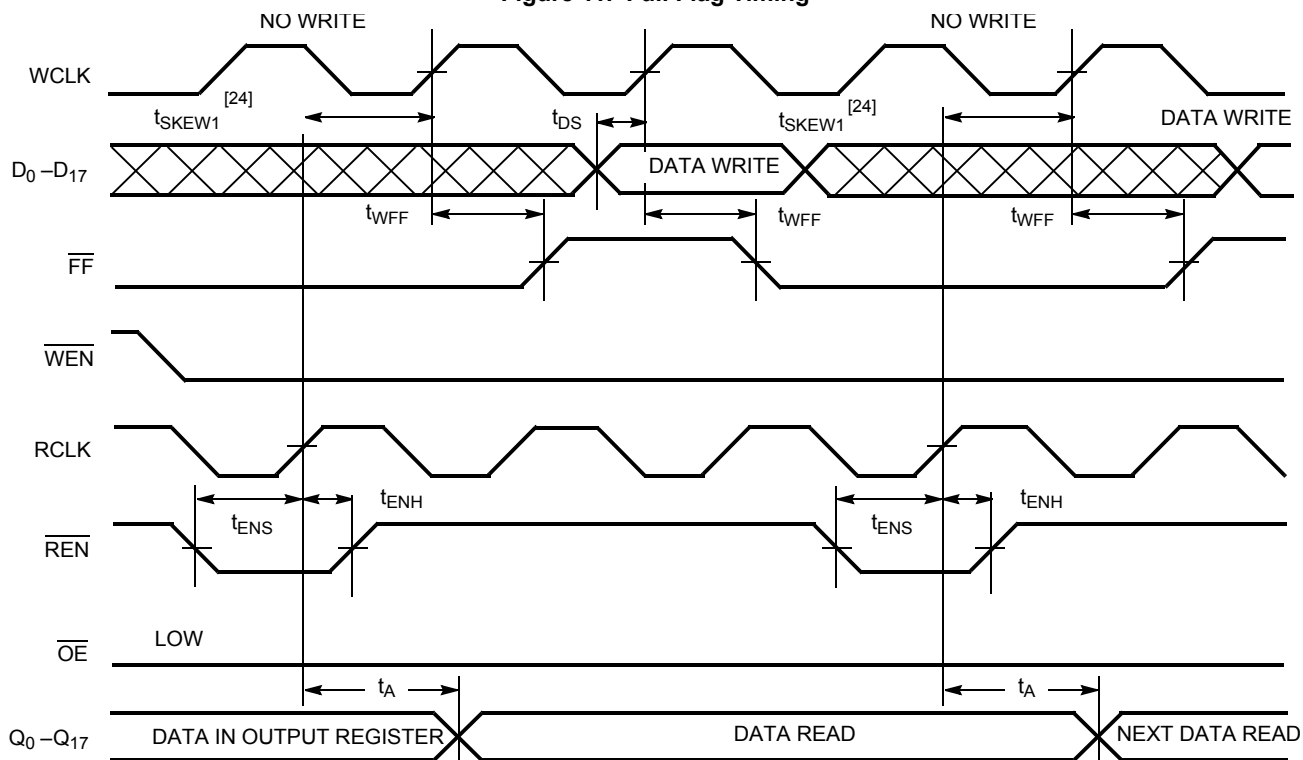 Figure 11. Full Flag Timing
NO WRITE NO WRITE
WCLK
tSKEW1 [24] tDS tSKEW1 [24] DATA WRITE
D0 –D17 DATA WRITE
tWFF tWFF tWFF
FF
WEN
RCLK
tENS tENH tENS tENH
REN
OE LOW
tA tA
Q0 –Q17 DATA IN OUTPUT REGISTER DATA READ NEXT DATA READ